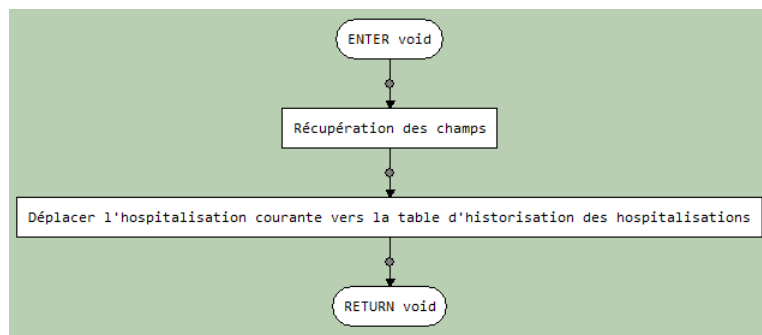 ENTER void
Récupération des champs
Déplacer l'hospitalisation courante vers la table d'historisation des hospitalisations
RETURN void